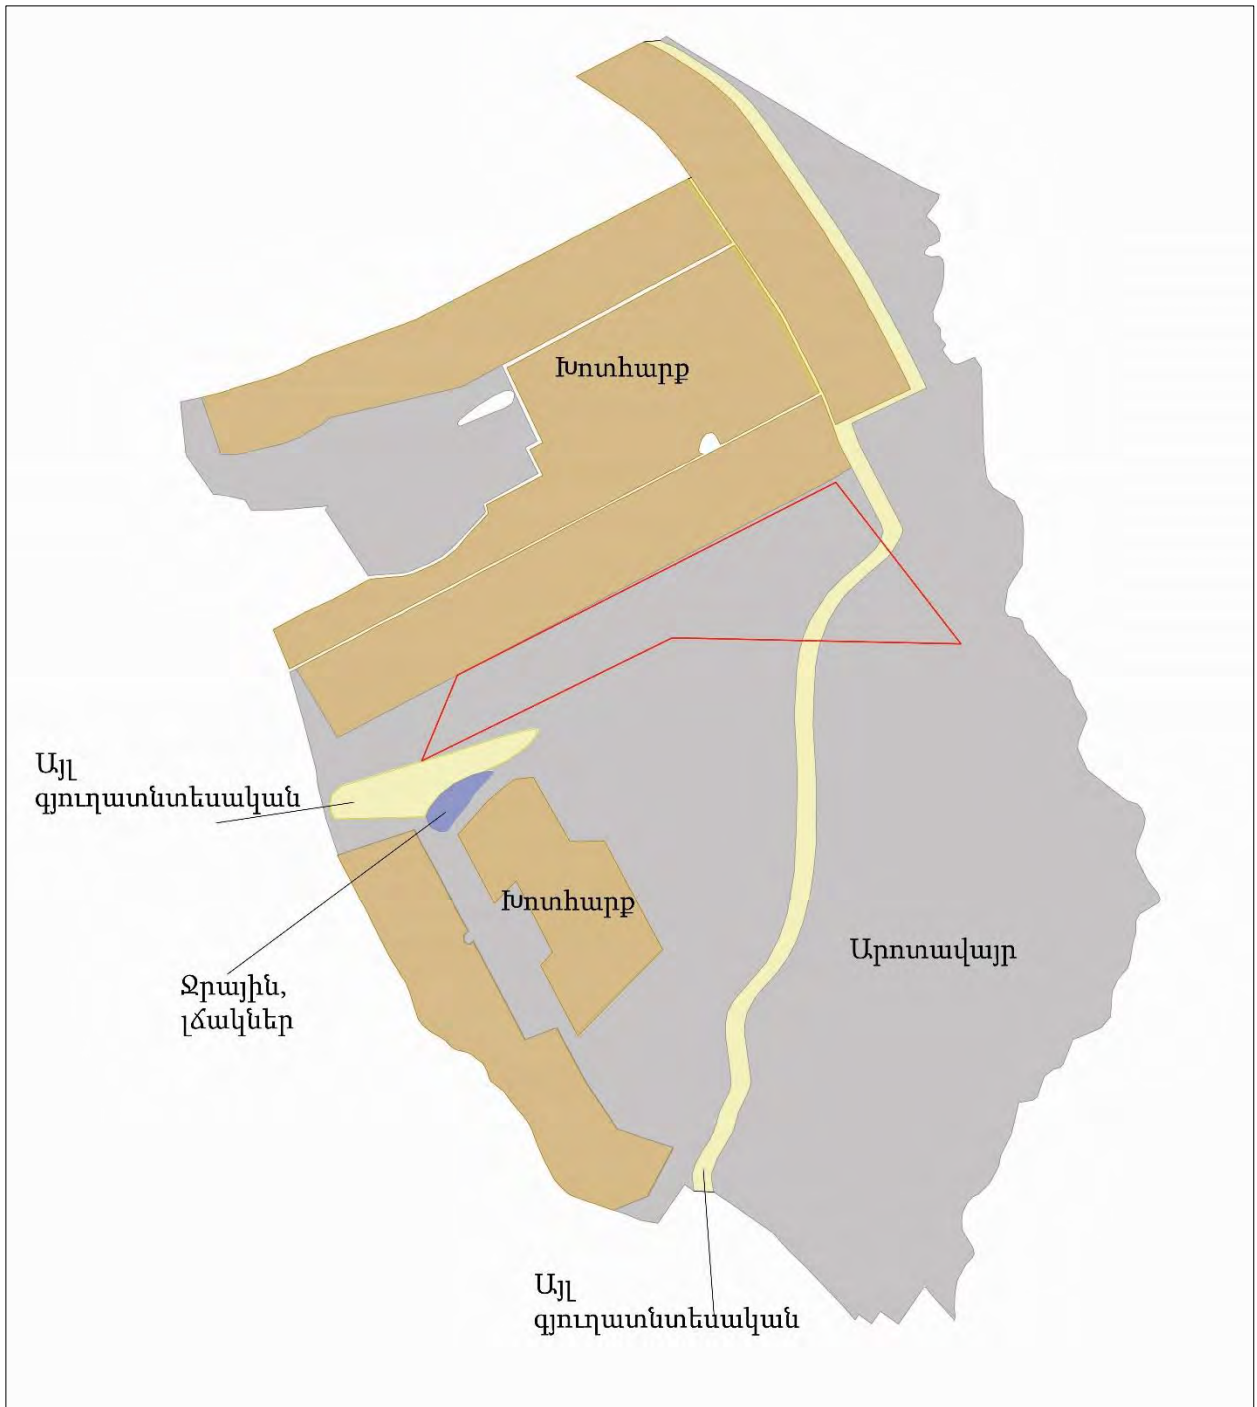 Խոտհարք
Այլ
գյուղատնտեսական
Խոտհարք
Արոտավայր
Ջրային,
լճակներ
Այլ
գյուղատնտեսական